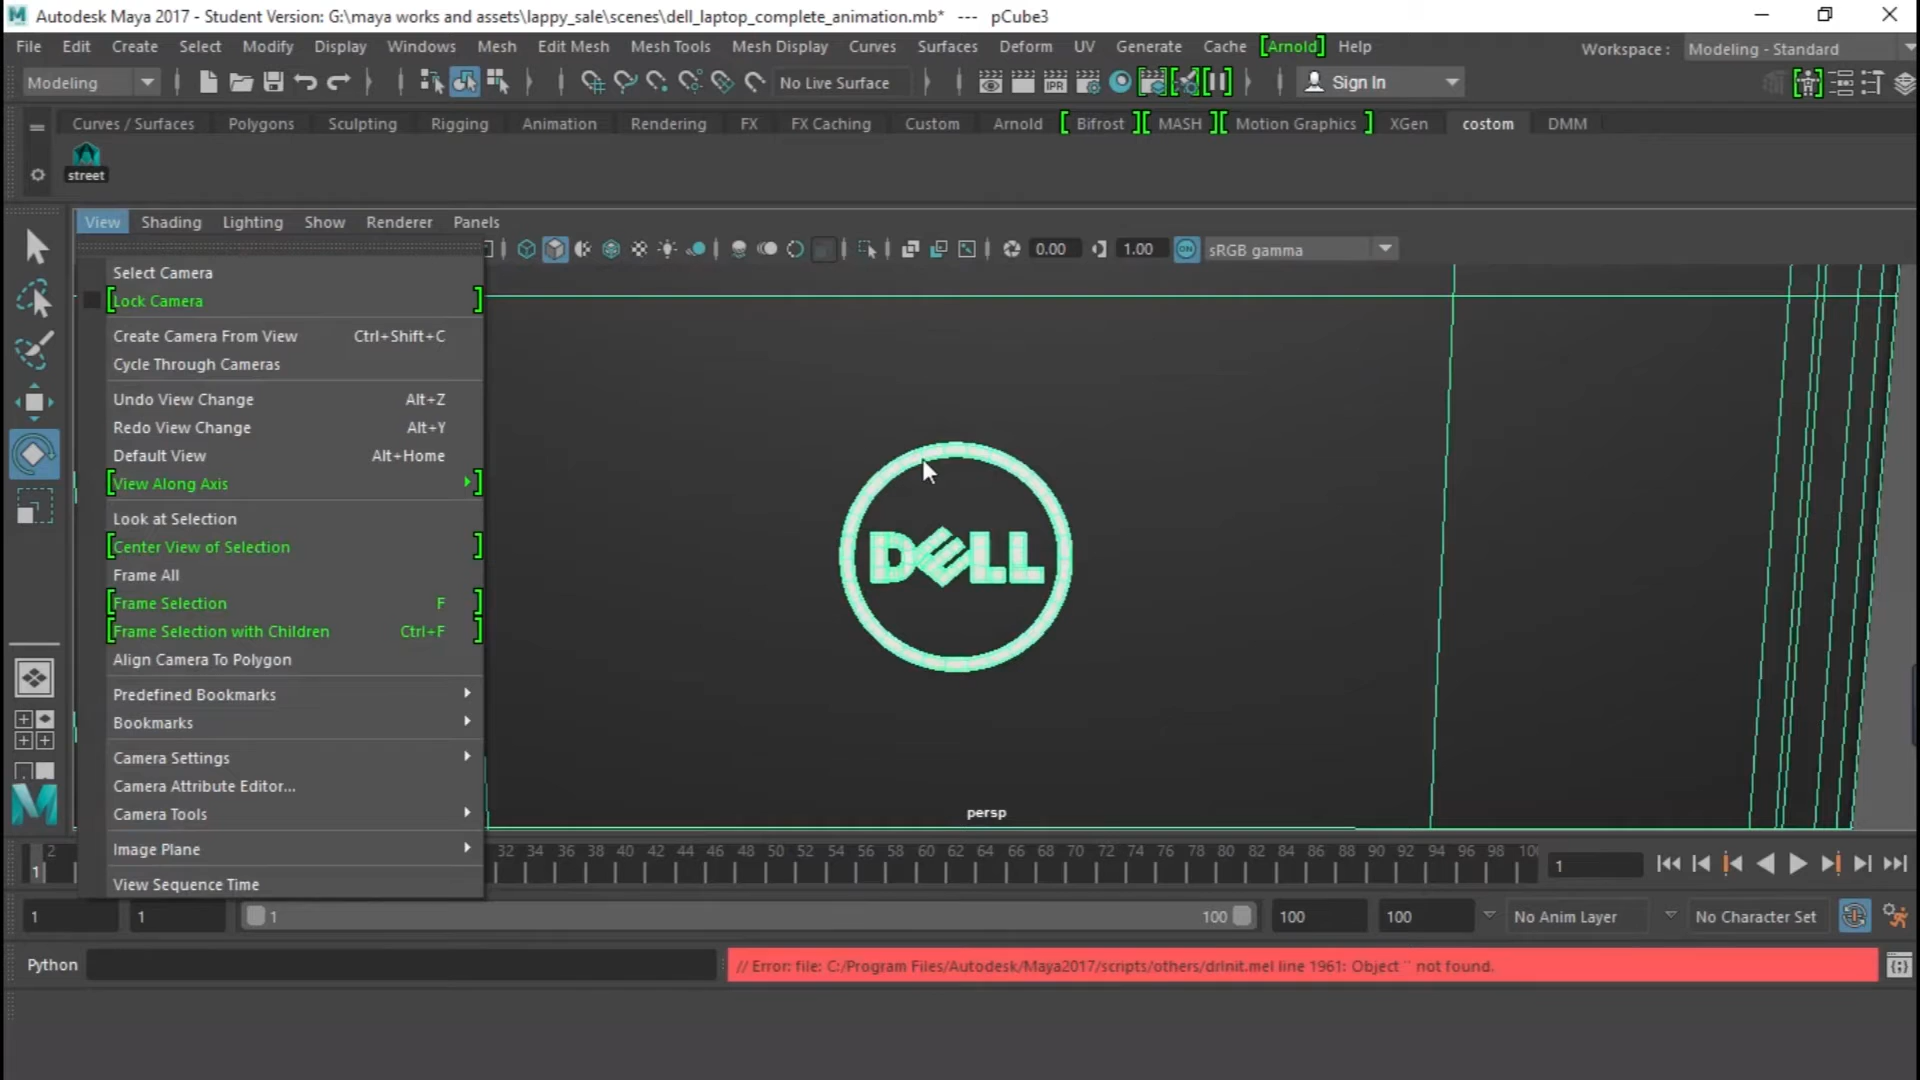 Autodesk Maya 2017 - Student Version: G:\maya works and assets\lappy_sale\scenes\dell_laptop_complete_animation.mb*   ---   pCube3
File Edit Create Select Modify Display Windows Mesh Edit Mesh Mesh Tools Mesh Display Curves Surfaces Deform UV Generate Cache [Arnold] Help Workspace : Modeling - Standard
Modeling No Live Surface IPR Sign In
Curves / Surfaces Polygons Sculpting Rigging Animation Rendering FX FX Caching Custom Arnold [ Bifrost ] [ MASH ] [ Motion Graphics ] XGen costom DMM
street
View Shading Lighting Show Renderer Panels
0.00 1.00 ON sRGB gamma
Select Camera
[Lock Camera ]
Create Camera From View Ctrl+Shift+C
Cycle Through Cameras
Undo View Change Alt+Z
Redo View Change Alt+Y
Default View Alt+Home
[View Along Axis ]
Look at Selection
[Center View of Selection ]
Frame All
[Frame Selection F ]
[Frame Selection with Children Ctrl+F ]
Align Camera To Polygon
Predefined Bookmarks
Bookmarks
Camera Settings
Camera Attribute Editor...
Camera Tools
Image Plane
View Sequence Time
DELL
persp
2 32 34 36 38 40 42 44 46 48 50 52 54 56 58 60 62 64 66 68 70 72 74 76 78 80 82 84 86 88 90 92 94 96 98 100
1 1
1 1 1 100 100 100 No Anim Layer No Character Set
Python // Error: file: C:/Program Files/Autodesk/Maya2017/scripts/others/drInit.mel line 1961: Object '' not found.